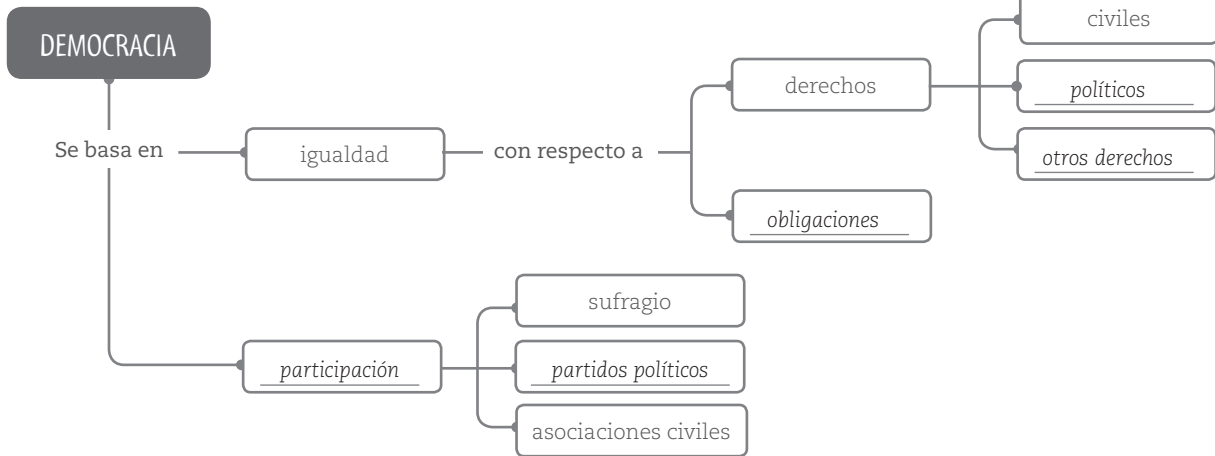 DEMOCRACIA
Se basa en
igualdad
con respecto a
derechos
civiles
políticos
otros derechos
obligaciones
participación
sufragio
partidos políticos
asociaciones civiles